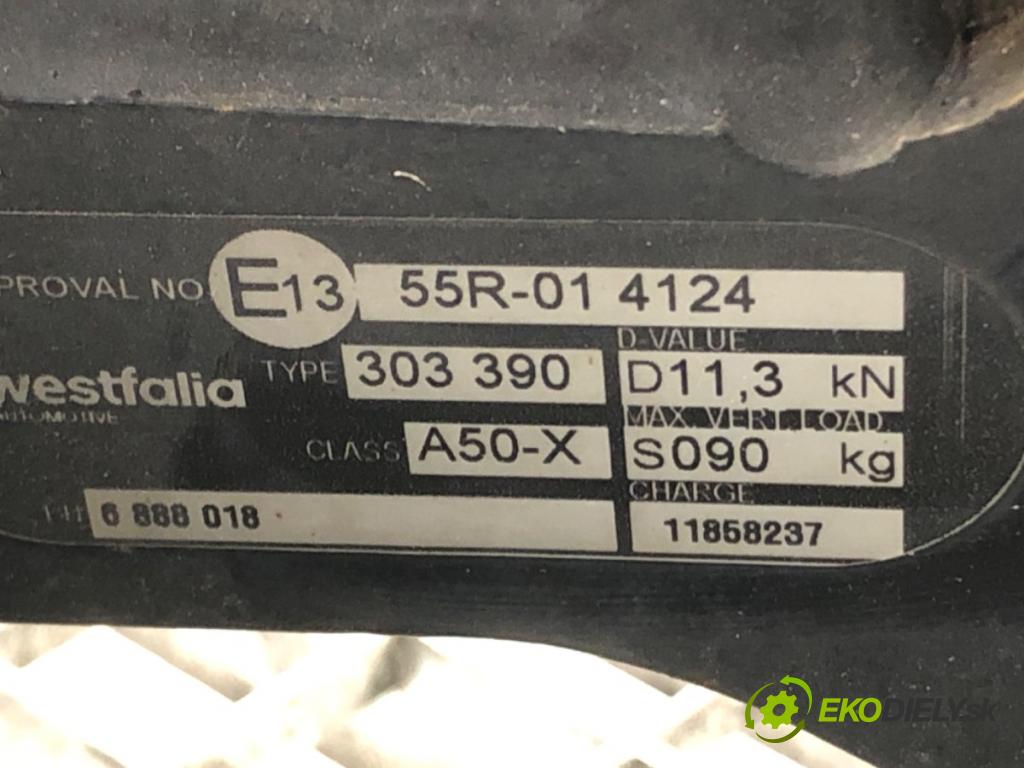 PROVAL NO E13 55R-01 4124
D-VALUE
westfalia TYPE 303 390 D11,3 kN
AUTOMOTIVE MAX. VERT.LOAD
CLASS A50-X S090 kg
CHARGE
6 888 018 11858237
EKODIELY.sk